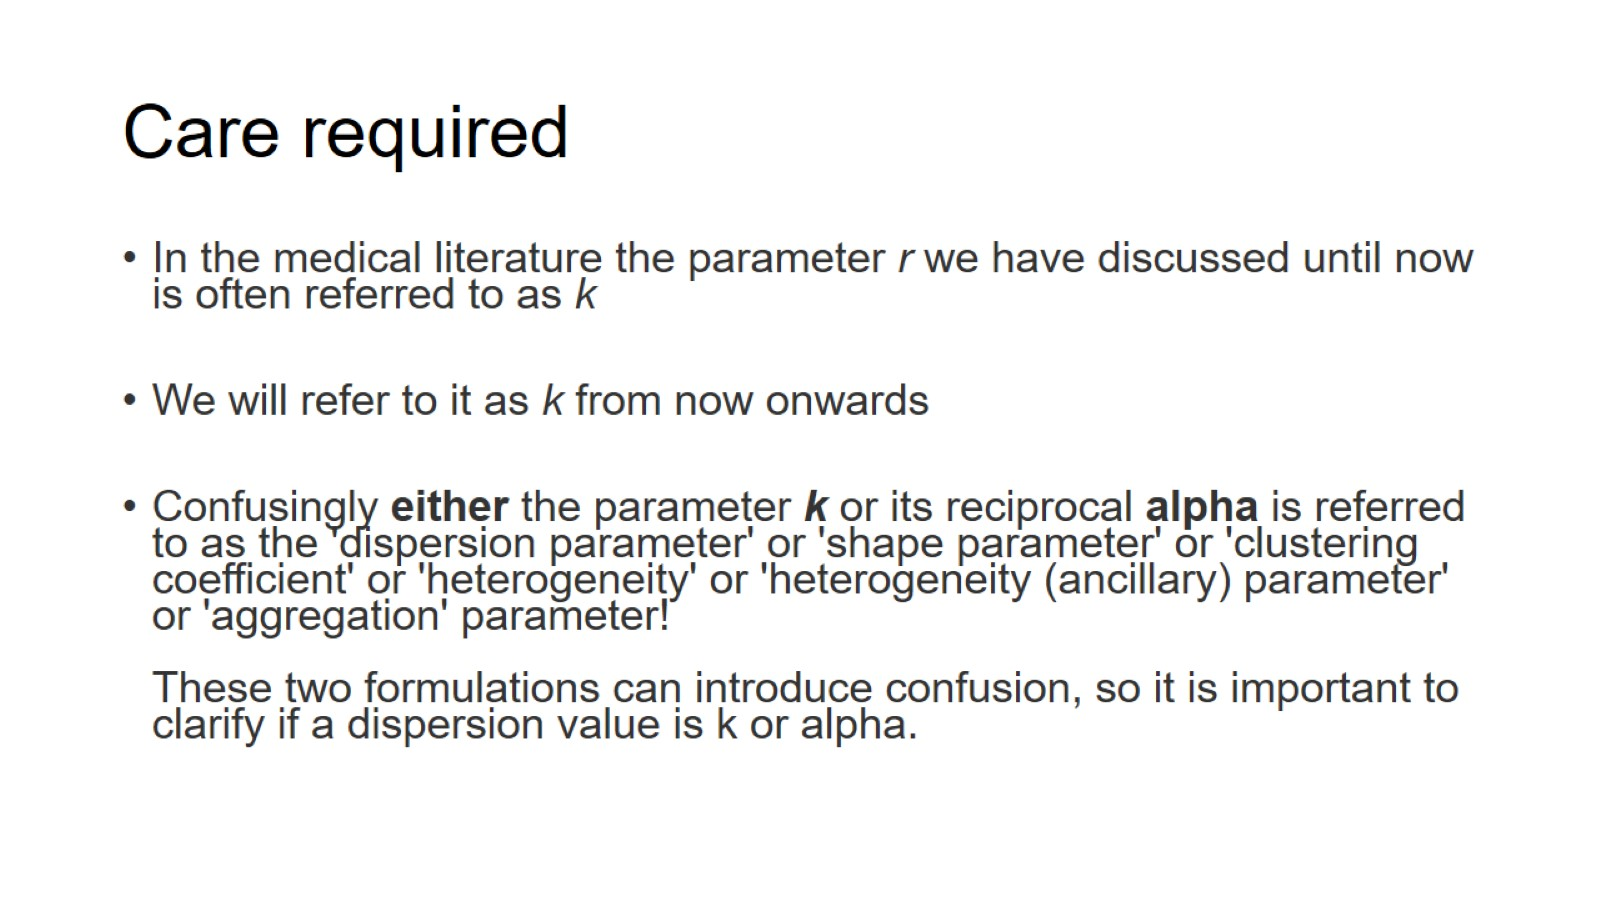 Care required
• In the medical literature the parameter r we have discussed until now
is often referred to as k
• We will refer to it as k from now onwards
• Confusingly either the parameter k or its reciprocal alpha is referred
to as the 'dispersion parameter' or 'shape parameter' or 'clustering
coefficient' or 'heterogeneity' or 'heterogeneity (ancillary) parameter'
or 'aggregation' parameter!
These two formulations can introduce confusion, so it is important to
clarify if a dispersion value is k or alpha.